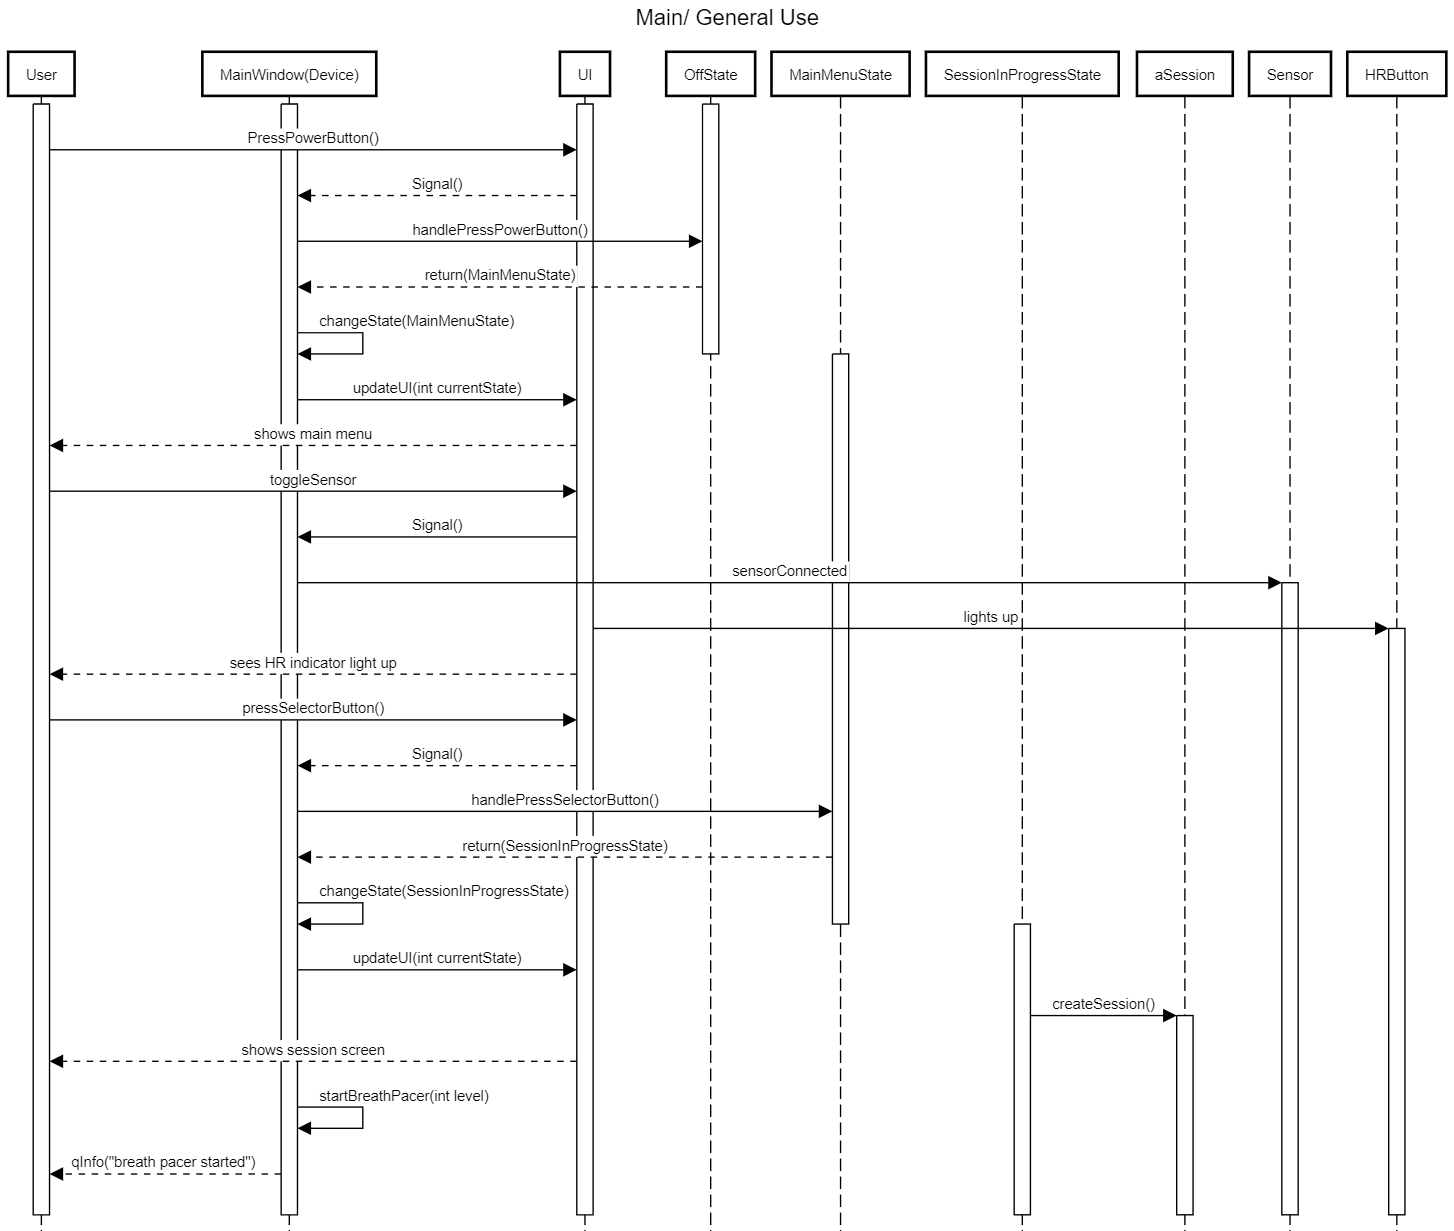 Main/ General Use
User
MainWindow(Device)
UI
OffState
MainMenuState
SessionInProgressState
aSession
Sensor
HRButton
PressPowerButton()
Signal()
handlePressPowerButton()
return(MainMenuState)
changeState(MainMenuState)
updateUI(int currentState)
shows main menu
toggleSensor
Signal()
sensorConnected
lights up
sees HR indicator light up
pressSelectorButton()
Signal()
handlePressSelectorButton()
return(SessionInProgressState)
changeState(SessionInProgressState)
updateUI(int currentState)
createSession()
shows session screen
startBreathPacer(int level)
qInfo("breath pacer started")